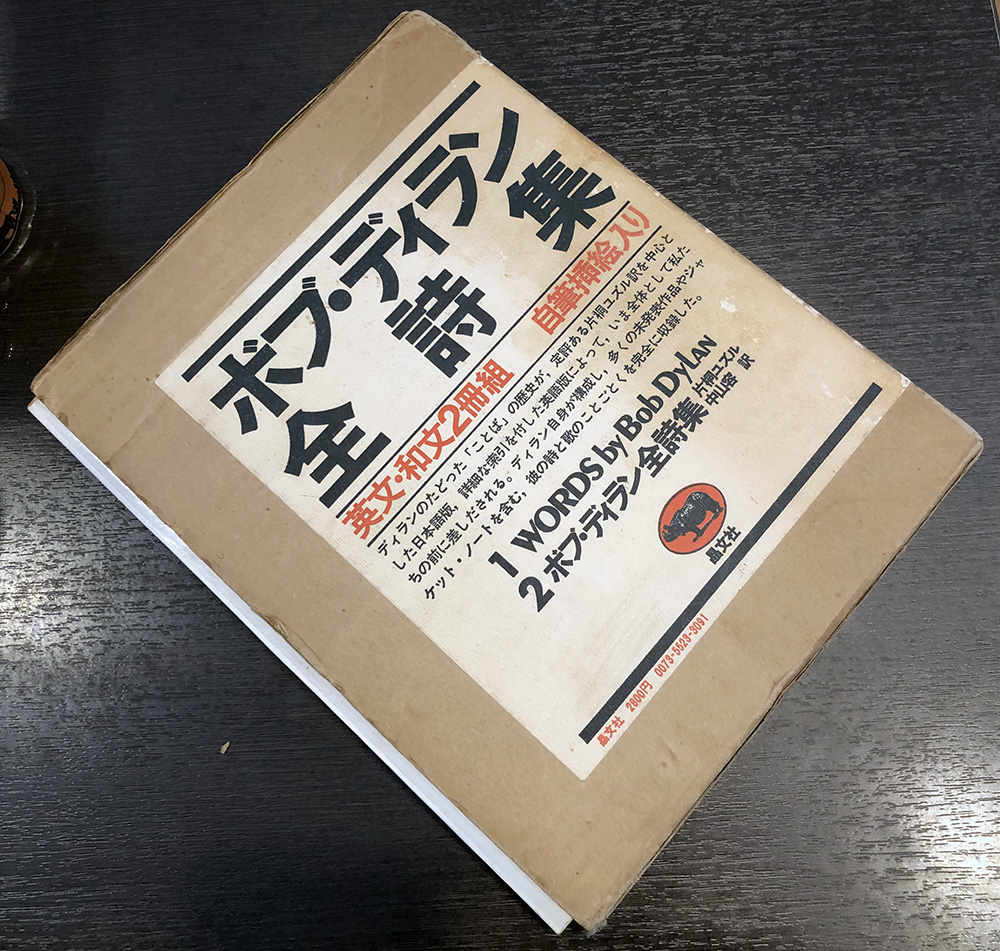 ボブ・ディラン
全詩集
英文・和文2冊組 自筆挿絵入り
ディランのたどった「ことば」の歴史が，定評ある片桐ユズル訳を中心と
した日本語版，詳細な索引を付した英語版によって，いま全体として私た
ちの前に差しだされる。ディラン自身が構成し，多くの未発表作品やジャ
ケット・ノートを含む，彼の詩と歌のことごとくを完全に収録した。
1 WORDS by Bob DyLAN
2 ボブ・ディラン全詩集 片桐ユズル
中山容 訳
晶文社
晶文社 2800円 0073-5523-3091